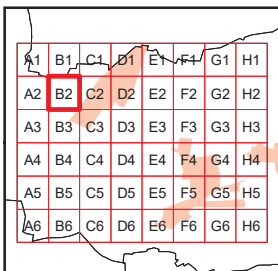 A1 B1 C1 D1 E1 F1 G1 H1
A2 B2 C2 D2 E2 F2 G2 H2
A3 B3 C3 D3 E3 F3 G3 H3
A4 B4 C4 D4 E4 F4 G4 H4
A5 B5 C5 D5 E5 F5 G5 H5
A6 B6 C6 D6 E6 F6 G6 H6